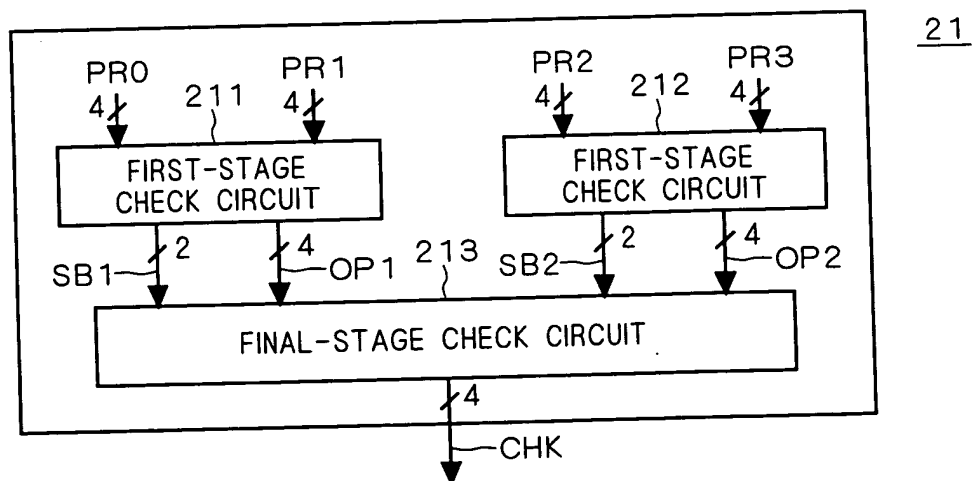 21
PR0 PR1 PR2 PR3
4 211 4 4 212 4
FIRST-STAGE
CHECK CIRCUIT
FIRST-STAGE
CHECK CIRCUIT
2 4 2 4
SB1 OP1 213 SB2 OP2
FINAL-STAGE CHECK CIRCUIT
4
CHK